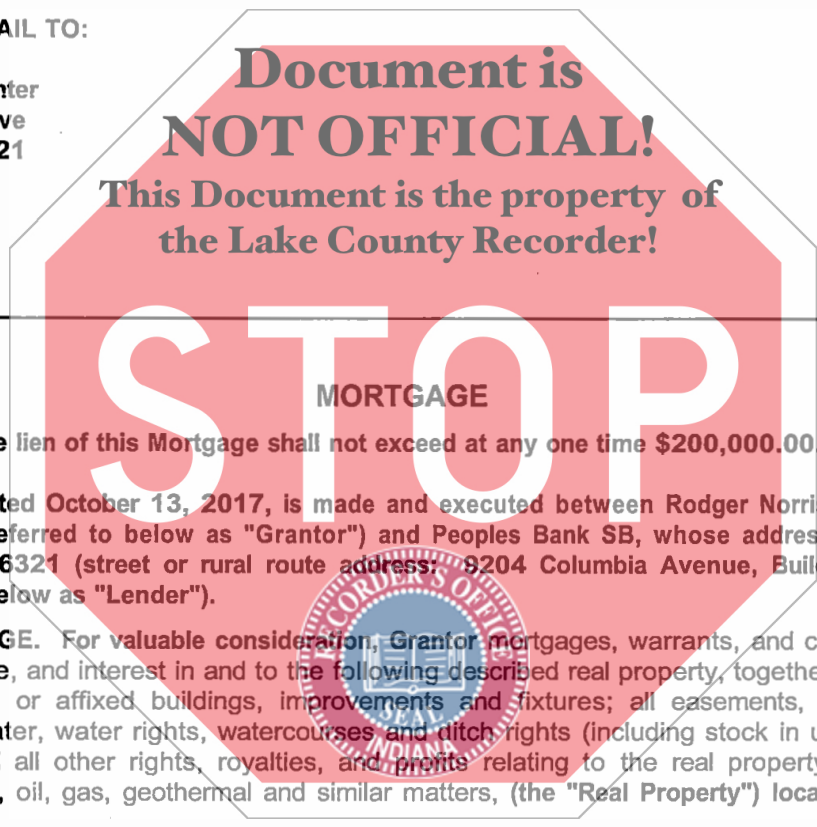 AIL TO:
Document is
nter
ve
NOT OFFICIAL!
21
This Document is the property of
the Lake County Recorder!
STOP
MORTGAGE
e lien of this Mortgage shall not exceed at any one time $200,000.00.
ted October 13, 2017, is made and executed between Rodger Norri
eferred to below as "Grantor") and Peoples Bank SB, whose addres
6321 (street or rural route address: 9204 Columbia Avenue, Buil
elow as "Lender").
GE. For valuable consideration, Grantor mortgages, warrants, and c
e, and interest in and to the following described real property, togethe
or affixed buildings, improvements and fixtures; all easements,
ater, water rights, watercourses and ditch rights (including stock in u
all other rights, royalties, and profits relating to the real property
, oil, gas, geothermal and similar matters, (the "Real Property") loca
RECORDER'S OFFICE
SEAL
INDIANA